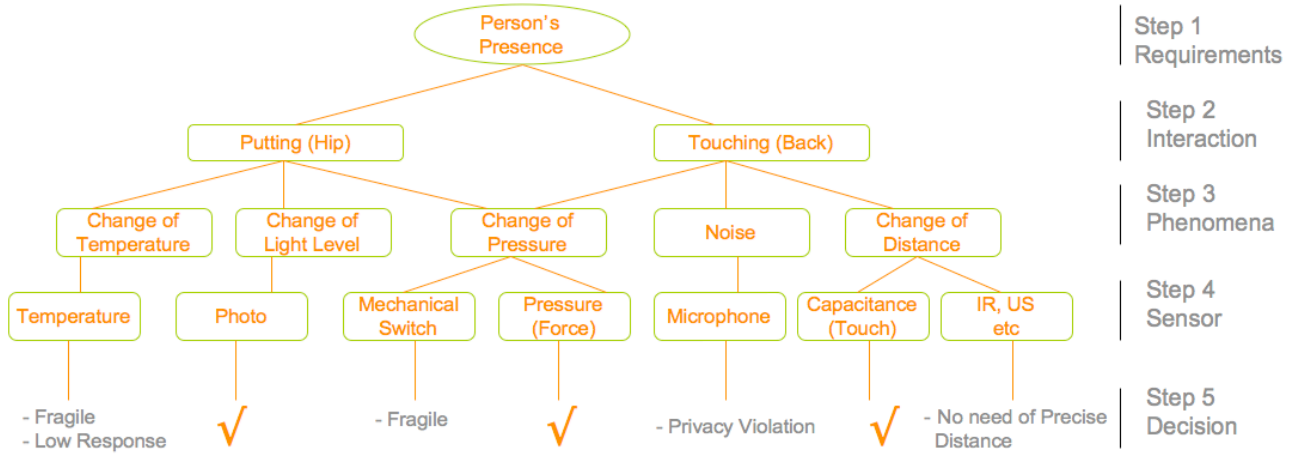 Person's
Presence
Step 1
Requirements
Putting (Hip)
Touching (Back)
Step 2
Interaction
Change of
Temperature
Change of
Light Level
Change of
Pressure
Noise
Change of
Distance
Step 3
Phenomena
Temperature
Photo
Mechanical
Switch
Pressure
(Force)
Microphone
Capacitance
(Touch)
IR, US
etc
Step 4
Sensor
- Fragile
- Low Response
√
- Fragile
√
- Privacy Violation
√
- No need of Precise
Distance
Step 5
Decision